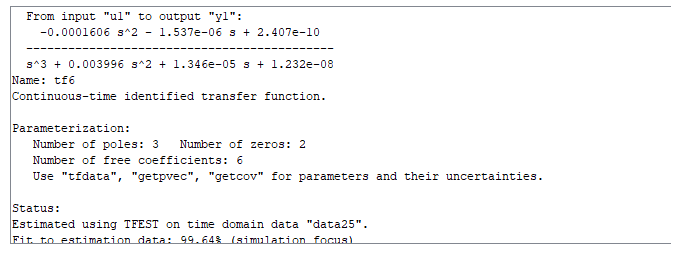 From input "u1" to output "y1":
-0.0001606 s^2 - 1.537e-06 s + 2.407e-10
-----------------------------------------
s^3 + 0.003996 s^2 + 1.346e-05 s + 1.232e-08
Name: tf6
Continuous-time identified transfer function.
Parameterization:
Number of poles: 3   Number of zeros: 2
Number of free coefficients: 6
Use "tfdata", "getpvec", "getcov" for parameters and their uncertainties.
Status:
Estimated using TFEST on time domain data "data25".
Fit to estimation data: 99.64% (simulation focus)